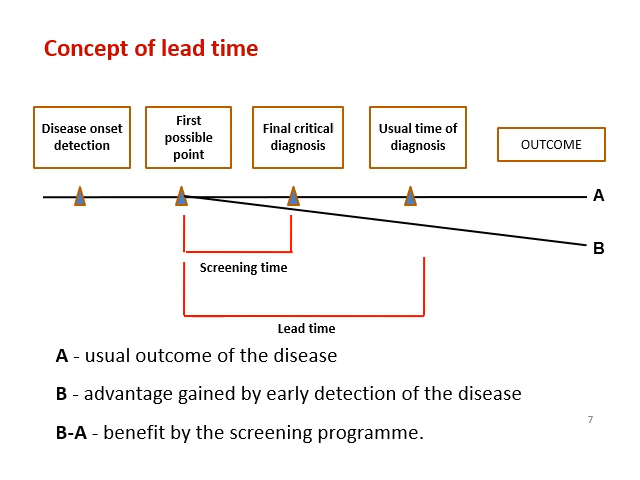 Concept of lead time
Disease onset
detection
First
possible
point
Final critical
diagnosis
Usual time of
diagnosis
OUTCOME
A
B
Screening time
Lead time
A - usual outcome of the disease
B - advantage gained by early detection of the disease
B-A - benefit by the screening programme.
7